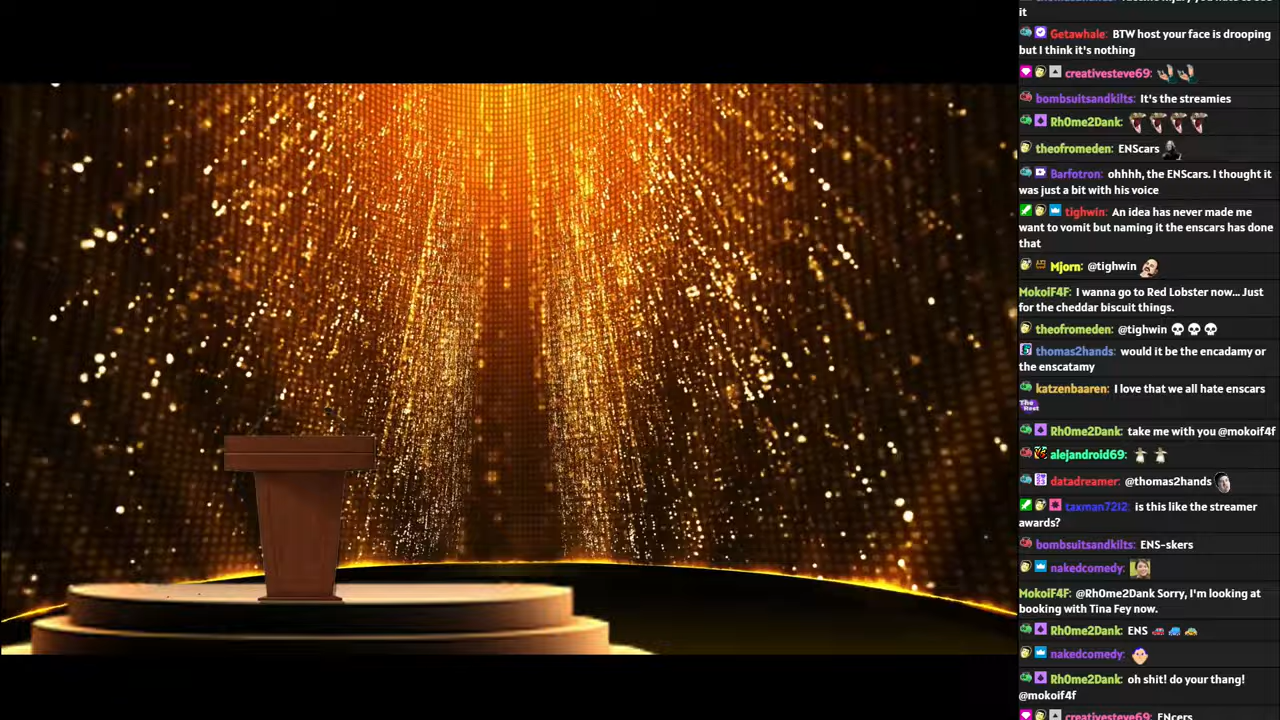 it
Getawhale: BTW host your face is drooping
but I think it's nothing
creativesteve69:
bombsuitsandkilts: It's the streamies
Rh0me2Dank:
theofromeden: ENScars
Barfotron: ohhhh, the ENScars. I thought it
was just a bit with his voice
tighwin: An idea has never made me
want to vomit but naming it the enscars has done
that
Mjorn: @tighwin
MokoiF4F: I wanna go to Red Lobster now... Just
for the cheddar biscuit things.
theofromeden: @tighwin
thomas2hands: would it be the encadamy or
the enscatamy
katzenbaaren: I love that we all hate enscars
The Rest
Rh0me2Dank: take me with you @mokoif4f
alejandroid69:
datadreamer: @thomas2hands
taxman7212: is this like the streamer
awards?
bombsuitsandkilts: ENS-skers
nakedcomedy:
MokoiF4F: @Rh0me2Dank Sorry, I'm looking at
booking with Tina Fey now.
Rh0me2Dank: ENS
nakedcomedy:
Rh0me2Dank: oh shit! do your thang!
@mokoif4f
creativesteve69: ENcers